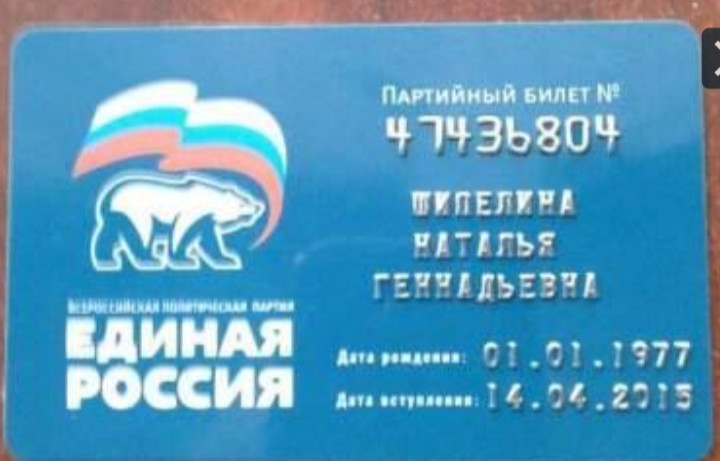 ПАРТИЙНЫЙ БИЛЕТ №
47436804
ШИПЕЛИНА
НАТАЛЬЯ
ГЕННАДЬЕВНА
ВСЕРОССИЙСКАЯ ПОЛИТИЧЕСКАЯ ПАРТИЯ
ЕДИНАЯ
РОССИЯ
Дата рождения: 01.01.1977
Дата вступления: 14.04.2015